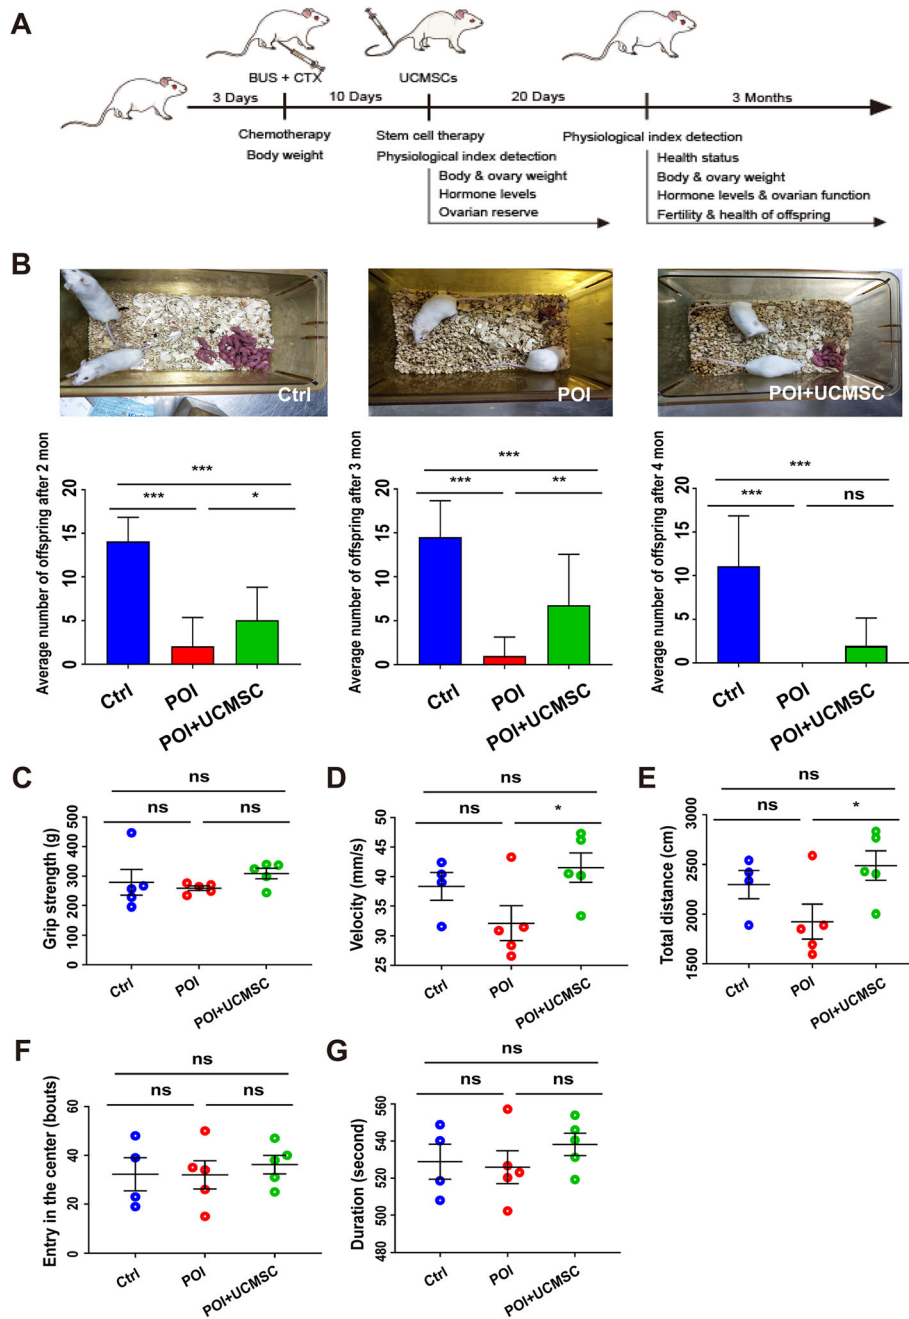 A
BUS + CTX
UCMSCs
3 Days
10 Days
20 Days
3 Months
Chemotherapy
Body weight
Stem cell therapy
Physiological index detection
Body & ovary weight
Hormone levels
Ovarian reserve
Physiological index detection
Health status
Body & ovary weight
Hormone levels & ovarian function
Fertility & health of offspring
B
Ctrl
POI
POI+UCMSC
Average number of offspring after 2 mon
20
15
10
5
0
***
***
*
Ctrl
POI
POI+UCMSC
Average number of offspring after 3 mon
20
15
10
5
0
***
***
**
Ctrl
POI
POI+UCMSC
Average number of offspring after 4 mon
20
15
10
5
0
***
***
ns
Ctrl
POI
POI+UCMSC
C
Grip strength (g)
500
400
300
200
100
0
ns
ns
ns
Ctrl
POI
POI+UCMSC
D
Velocity (mm/s)
50
45
40
35
30
25
ns
ns
*
Ctrl
POI
POI+UCMSC
E
Total distance (cm)
3000
2500
2000
1500
ns
ns
*
Ctrl
POI
POI+UCMSC
F
Entry in the center (bouts)
60
40
20
0
ns
ns
ns
Ctrl
POI
POI+UCMSC
G
Duration (second)
560
540
520
500
480
ns
ns
ns
Ctrl
POI
POI+UCMSC